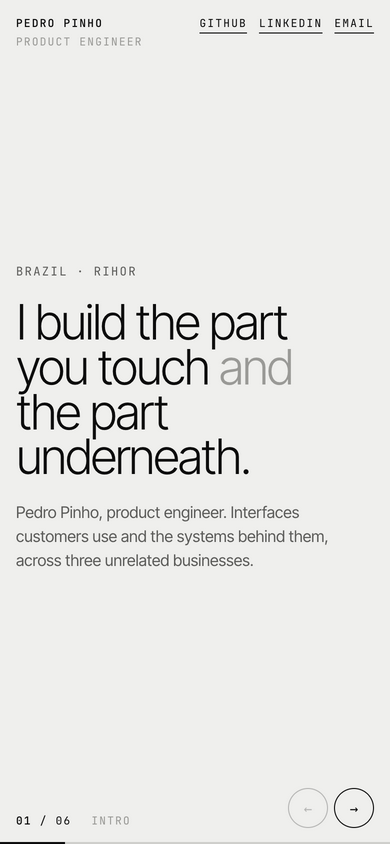 PEDRO PINHO
PRODUCT ENGINEER
GITHUB LINKEDIN EMAIL
BRAZIL · RIHOR
I build the part
you touch and
the part
underneath.
Pedro Pinho, product engineer. Interfaces
customers use and the systems behind them,
across three unrelated businesses.
01 / 06 INTRO
← →